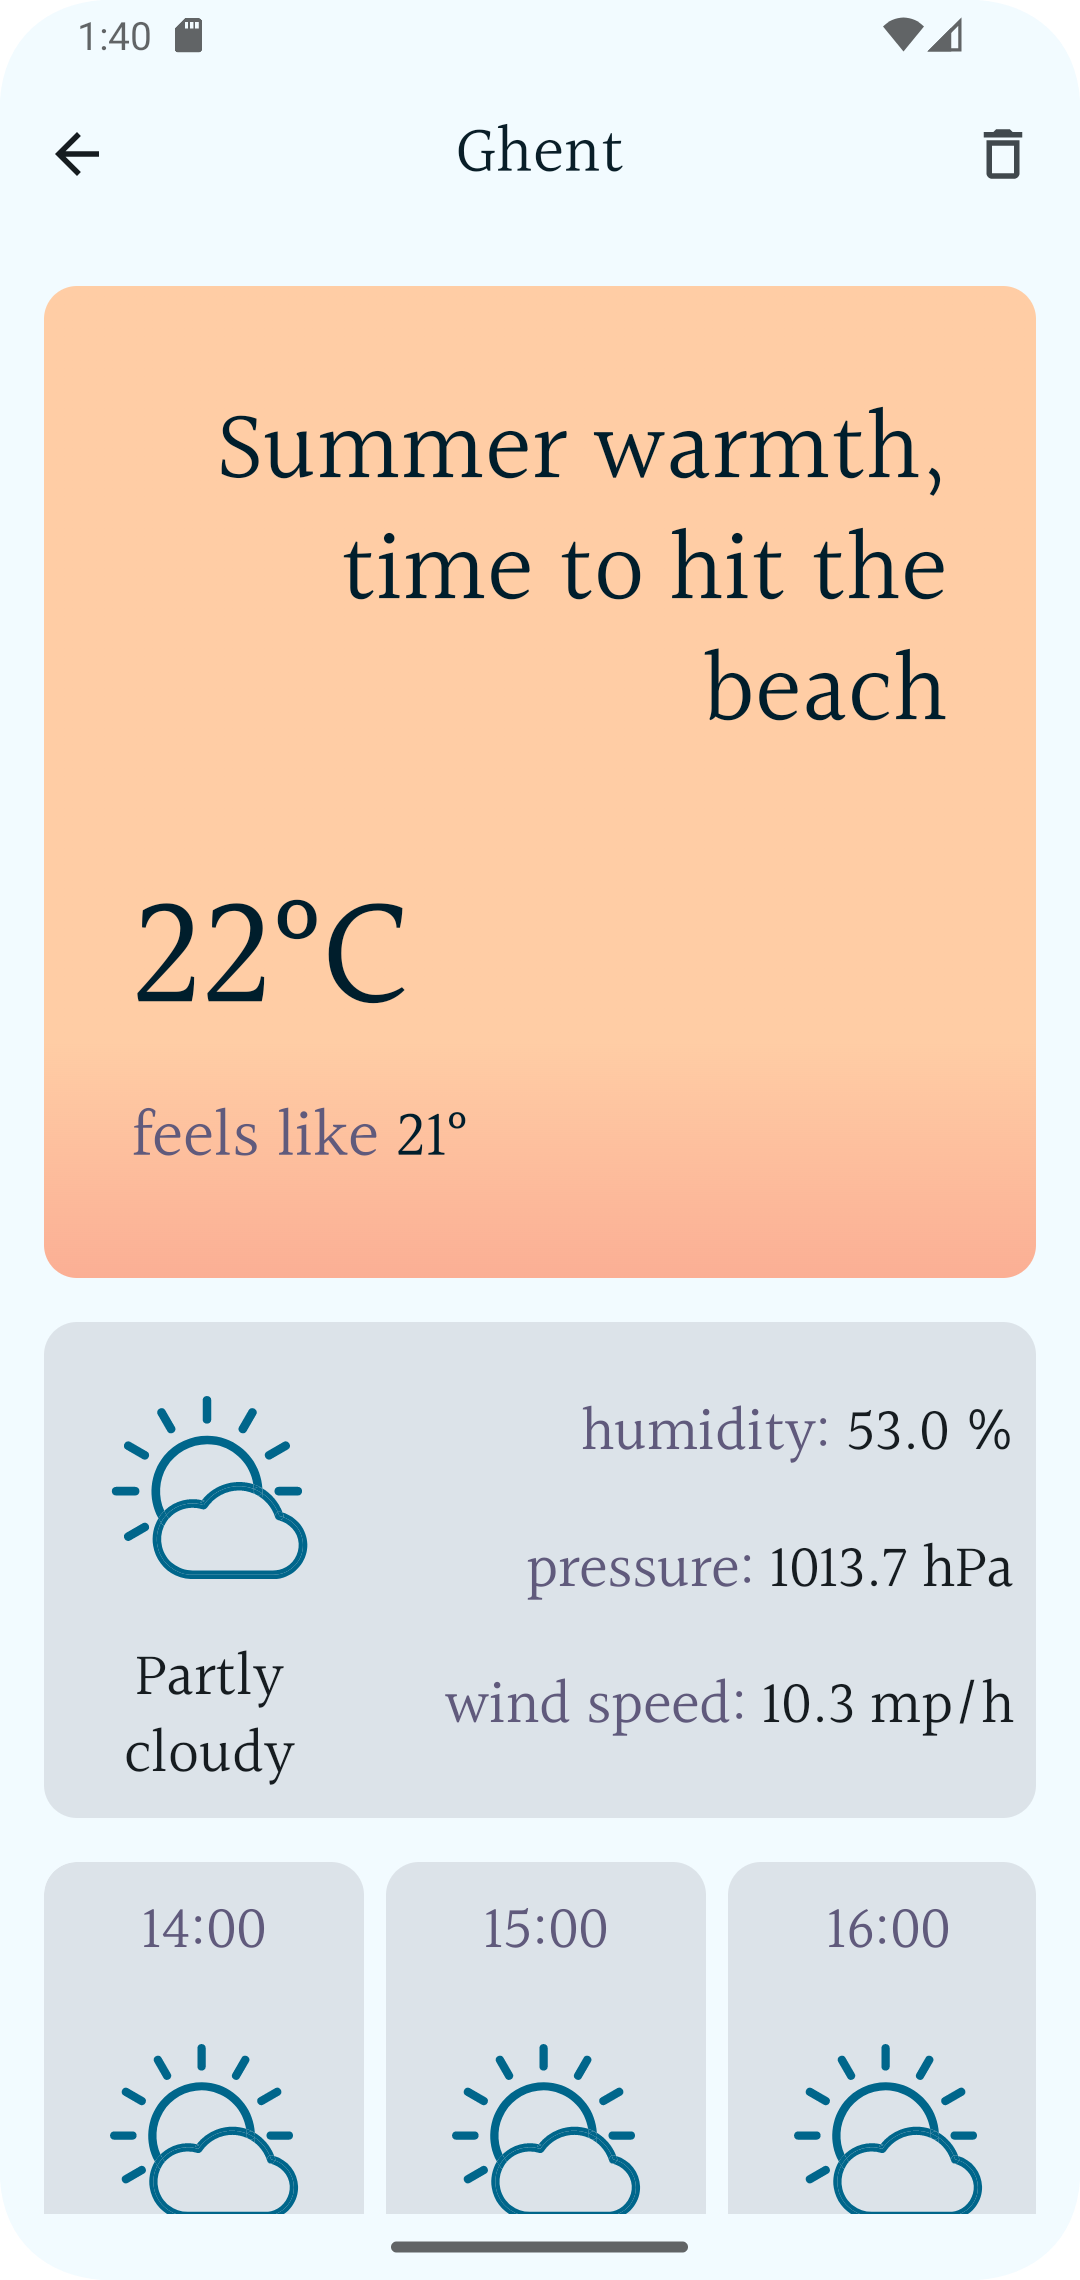 1:40
Ghent
Summer warmth,
time to hit the
beach
22°C
feels like 21°
humidity: 53.0 %
pressure: 1013.7 hPa
wind speed: 10.3 mp/h
Partly
cloudy
14:00
15:00
16:00